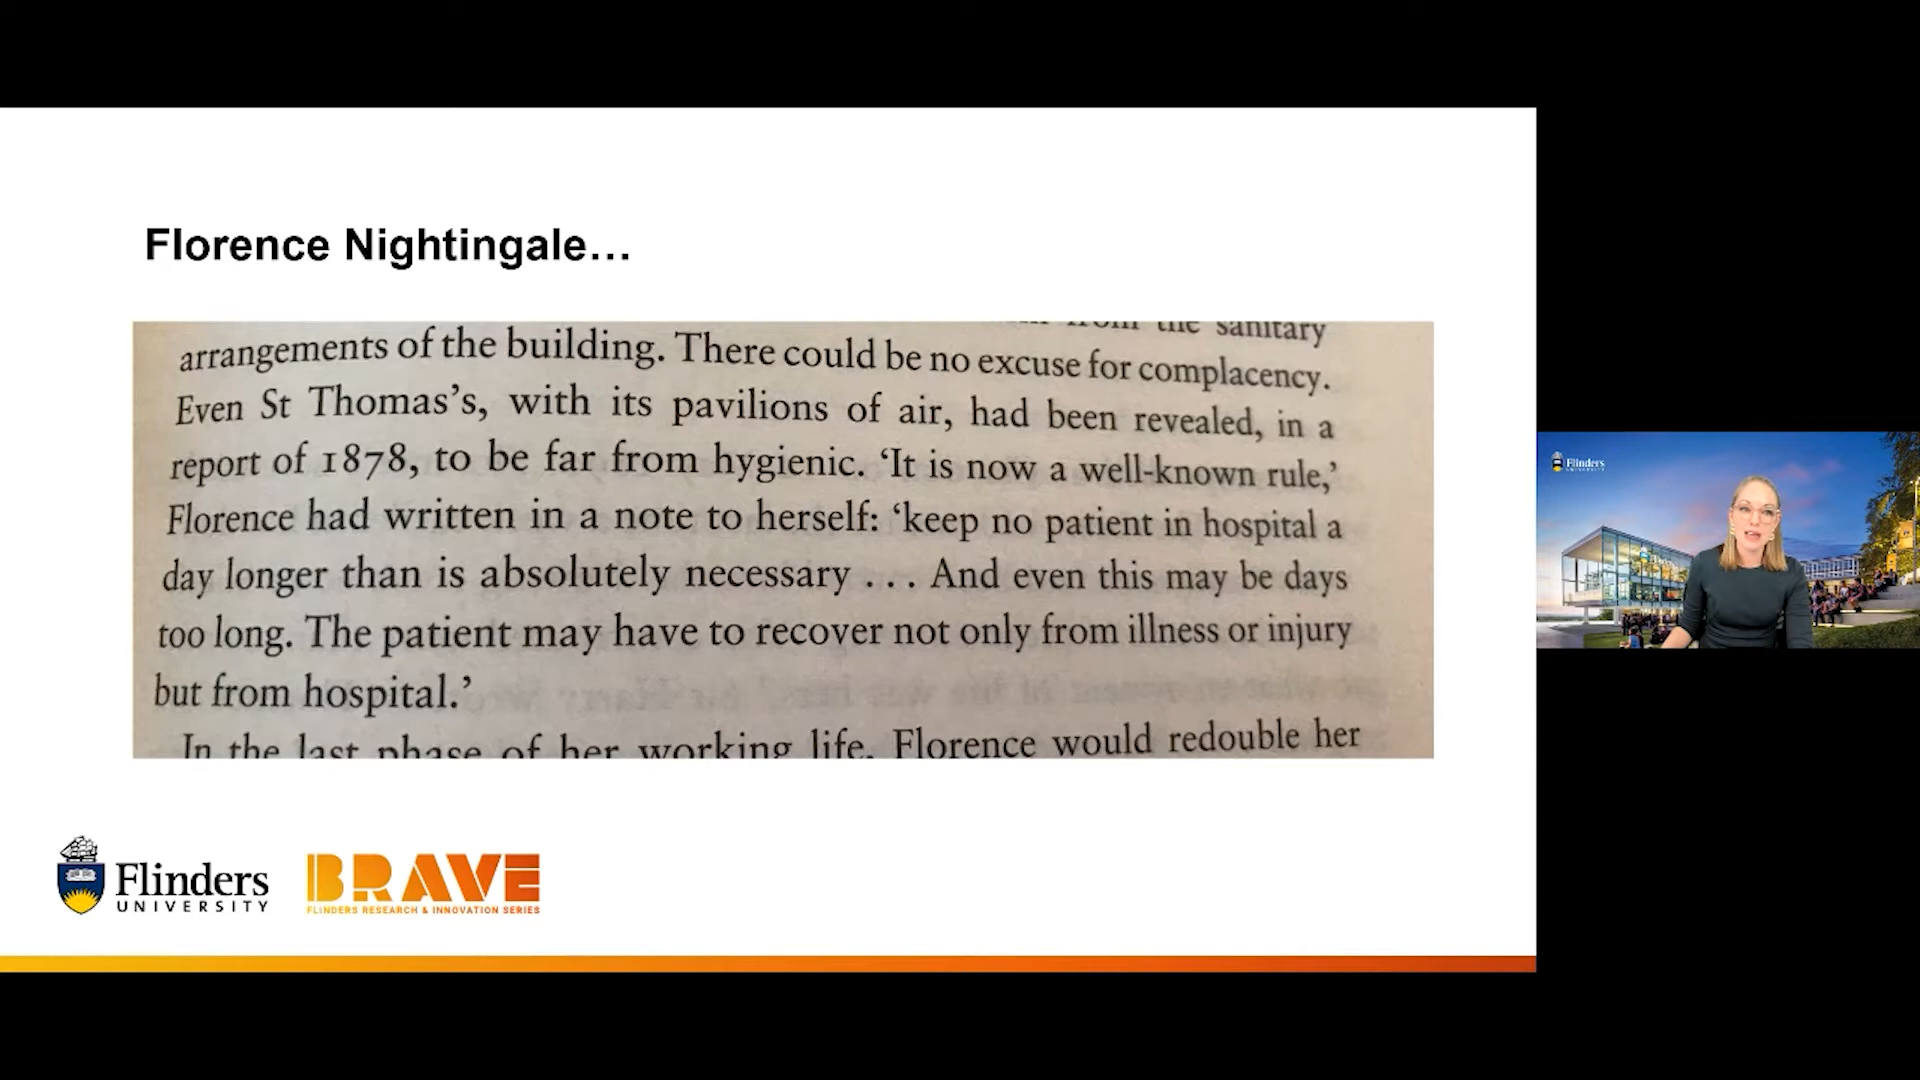 Florence Nightingale…
the sanitary
arrangements of the building. There could be no excuse for complacency.
Even St Thomas's, with its pavilions of air, had been revealed, in a
report of 1878, to be far from hygienic. 'It is now a well-known rule,'
Florence had written in a note to herself: 'keep no patient in hospital a
day longer than is absolutely necessary ... And even this may be days
too long. The patient may have to recover not only from illness or injury
but from hospital.'
In the last phase of her working life, Florence would redouble her
Flinders
UNIVERSITY
BRAVE
FLINDERS RESEARCH & INNOVATION SERIES
Flinders
UNIVERSITY